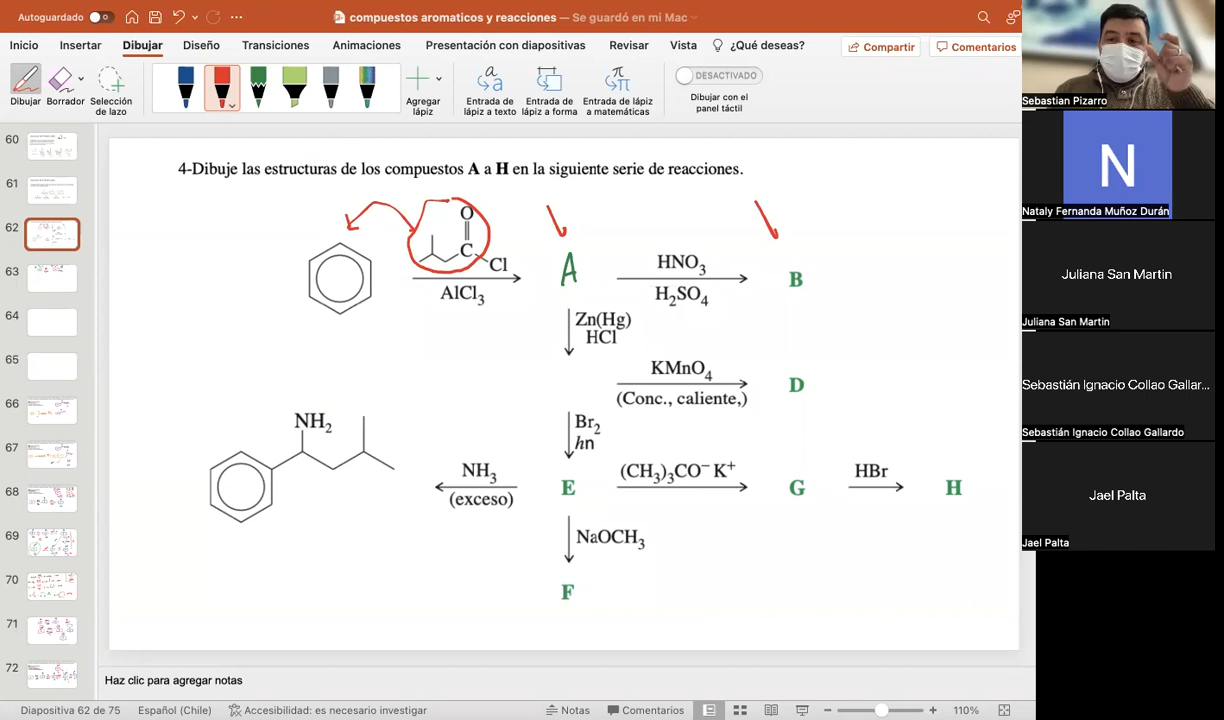 Autoguardado
compuestos aromaticos y reacciones — Se guardó en mi Mac
Inicio Insertar Dibujar Diseño Transiciones Animaciones Presentación con diapositivas Revisar Vista ¿Qué deseas? Compartir Comentarios
Dibujar
Borrador
Selección de lazo
Agregar lápiz
Entrada de lápiz a texto
Entrada de lápiz a forma
Entrada de lápiz a matemáticas
DESACTIVADO
Dibujar con el panel táctil
60
61
62
63
64
65
66
67
68
69
70
71
72
4-Dibuje las estructuras de los compuestos A a H en la siguiente serie de reacciones.
O
C
Cl
AlCl3
A
HNO3
H2SO4
B
Zn(Hg)
HCl
KMnO4
(Conc., caliente,)
D
Br2
hn
NH2
NH3
(exceso)
E
(CH3)3CO− K+
G
HBr
H
NaOCH3
F
Haz clic para agregar notas
Diapositiva 62 de 75 Español (Chile) Accesibilidad: es necesario investigar Notas Comentarios 110%
Sebastian Pizarro
N
Nataly Fernanda Muñoz Durán
Juliana San Martin
Juliana San Martin
Sebastián Ignacio Collao Gallar...
Sebastián Ignacio Collao Gallardo
Jael Palta
Jael Palta